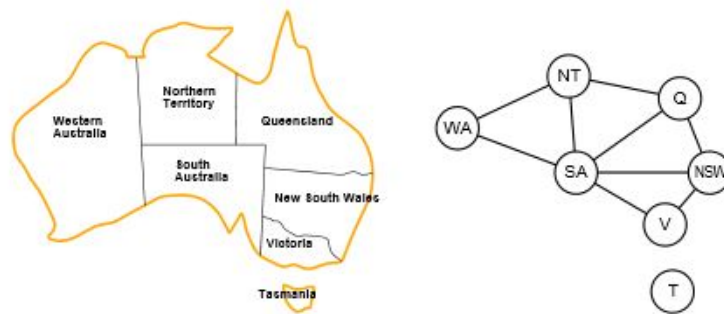 Northern
Territory
Western
Australia
Queensland
South
Australia
New South Wales
Victoria
Tasmania
NT
Q
WA
SA
NSW
V
T